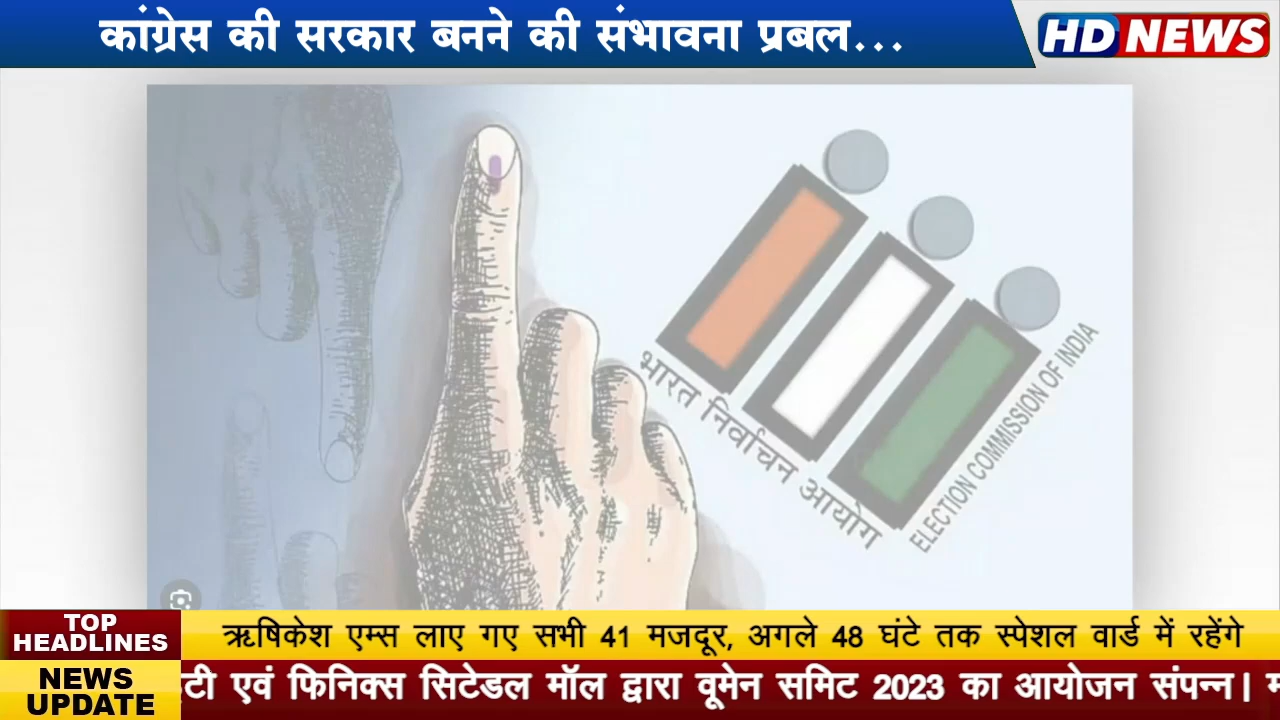 कांग्रेस की सरकार बनने की संभावना प्रबल...
HD NEWS
भारत निर्वाचन आयोग
ELECTION COMMISSION OF INDIA
TOP
HEADLINES
ऋषिकेश एम्स लाए गए सभी 41 मजदूर, अगले 48 घंटे तक स्पेशल वार्ड में रहेंगे
NEWS
UPDATE
एवं फिनिक्स सिटेडल मॉल द्वारा वूमेन समिट 2023 का आयोजन संपन्न|